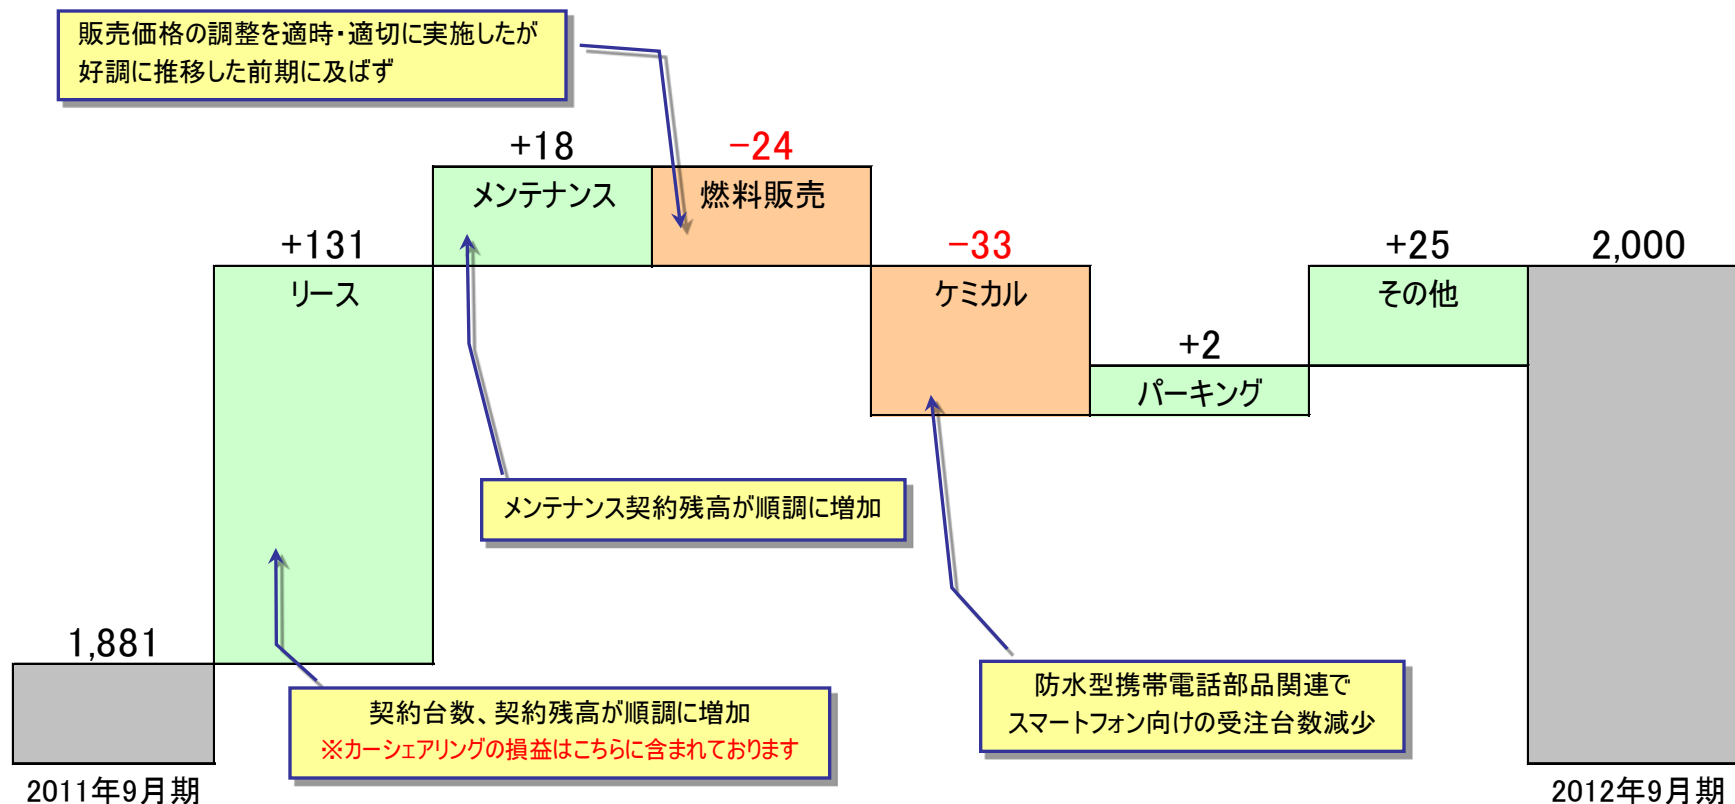 販売価格の調整を適時・適切に実施したが
好調に推移した前期に及ばず
+18
メンテナンス
-24
燃料販売
+131
リース
-33
ケミカル
+2
パーキング
+25
その他
2,000
メンテナンス契約残高が順調に増加
1,881
契約台数、契約残高が順調に増加
※カーシェアリングの損益はこちらに含まれております
防水型携帯電話部品関連で
スマートフォン向けの受注台数減少
2011年9月期
2012年9月期